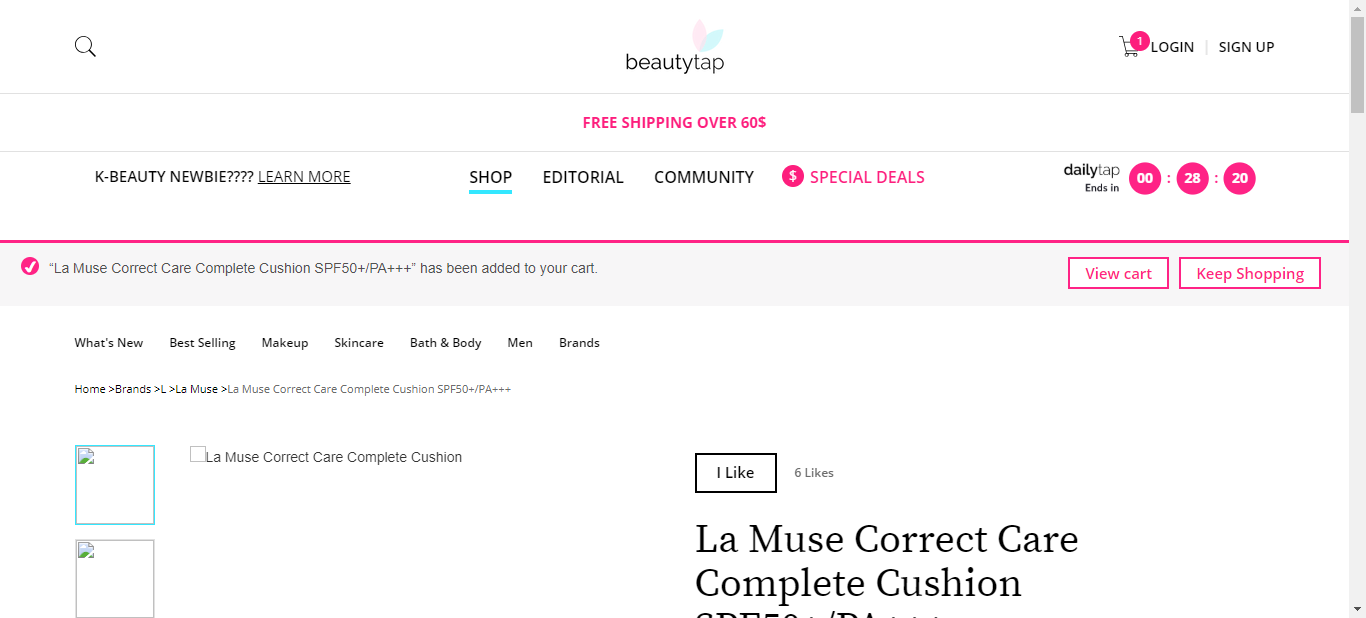 beautytap
1
LOGIN
SIGN UP
FREE SHIPPING OVER 60$
K-BEAUTY NEWBIE???? LEARN MORE
SHOP
EDITORIAL
COMMUNITY
$ SPECIAL DEALS
dailytap
Ends in
00 : 28 : 20
“La Muse Correct Care Complete Cushion SPF50+/PA+++” has been added to your cart.
View cart
Keep Shopping
What's New
Best Selling
Makeup
Skincare
Bath & Body
Men
Brands
Home >Brands >L >La Muse >La Muse Correct Care Complete Cushion SPF50+/PA+++
La Muse Correct Care Complete Cushion
I Like
6 Likes
La Muse Correct Care
Complete Cushion
SPF50+/PA+++